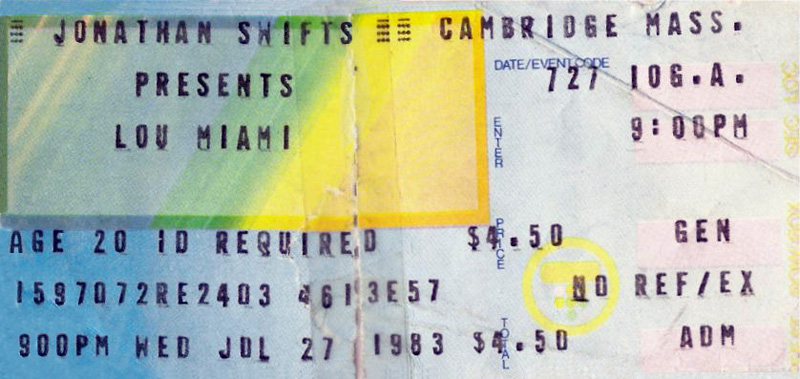 ≡ JONATHAN SWIFTS ≡≡ CAMBRIDGE MASS.
DATE/EVENT CODE
PRESENTS 727 10G.A.
LOU MIAMI 9:00PM
ENTER
AGE 20 ID REQUIRED $4.50 GEN
PRICE
1597072RE2403 4613E57 NO REF/EX
900PM WED JUL 27 1983 $4.50 ADM
TOTAL